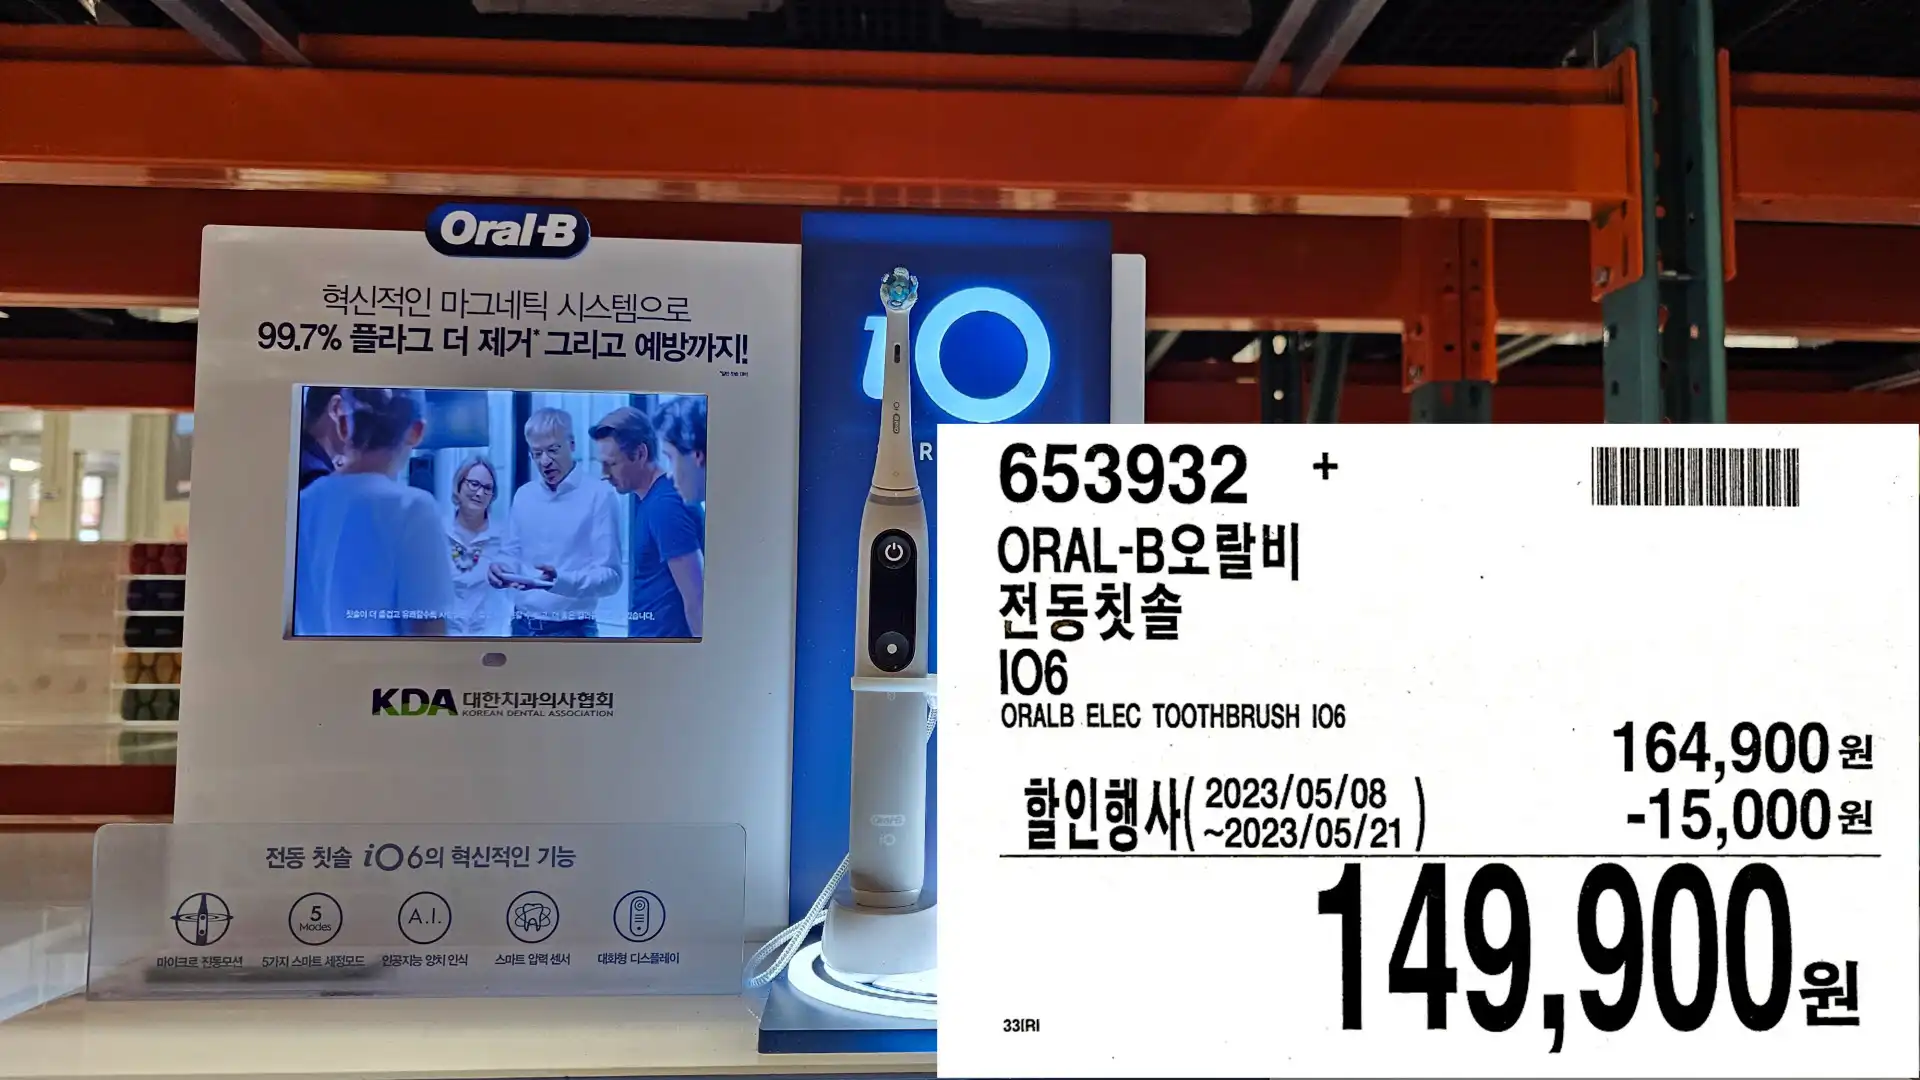 Oral-B
혁신적인 마그네틱 시스템으로
99.7% 플라그 더 제거* 그리고 예방까지!
KDA 대한치과의사협회
KOREAN DENTAL ASSOCIATION
전동 칫솔 iO6의 혁신적인 기능
5
Modes
A.I.
마이크로 진동모션
5가지 스마트 세정모드
인공지능 양치 인식
스마트 압력 센서
대화형 디스플레이
iO
R
Oral-B
iO
653932 +
ORAL-B오랄비
전동칫솔
IO6
ORALB ELEC TOOTHBRUSH IO6
164,900원
할인행사( 2023/05/08 ~2023/05/21 ) -15,000원
149,900원
33IRI